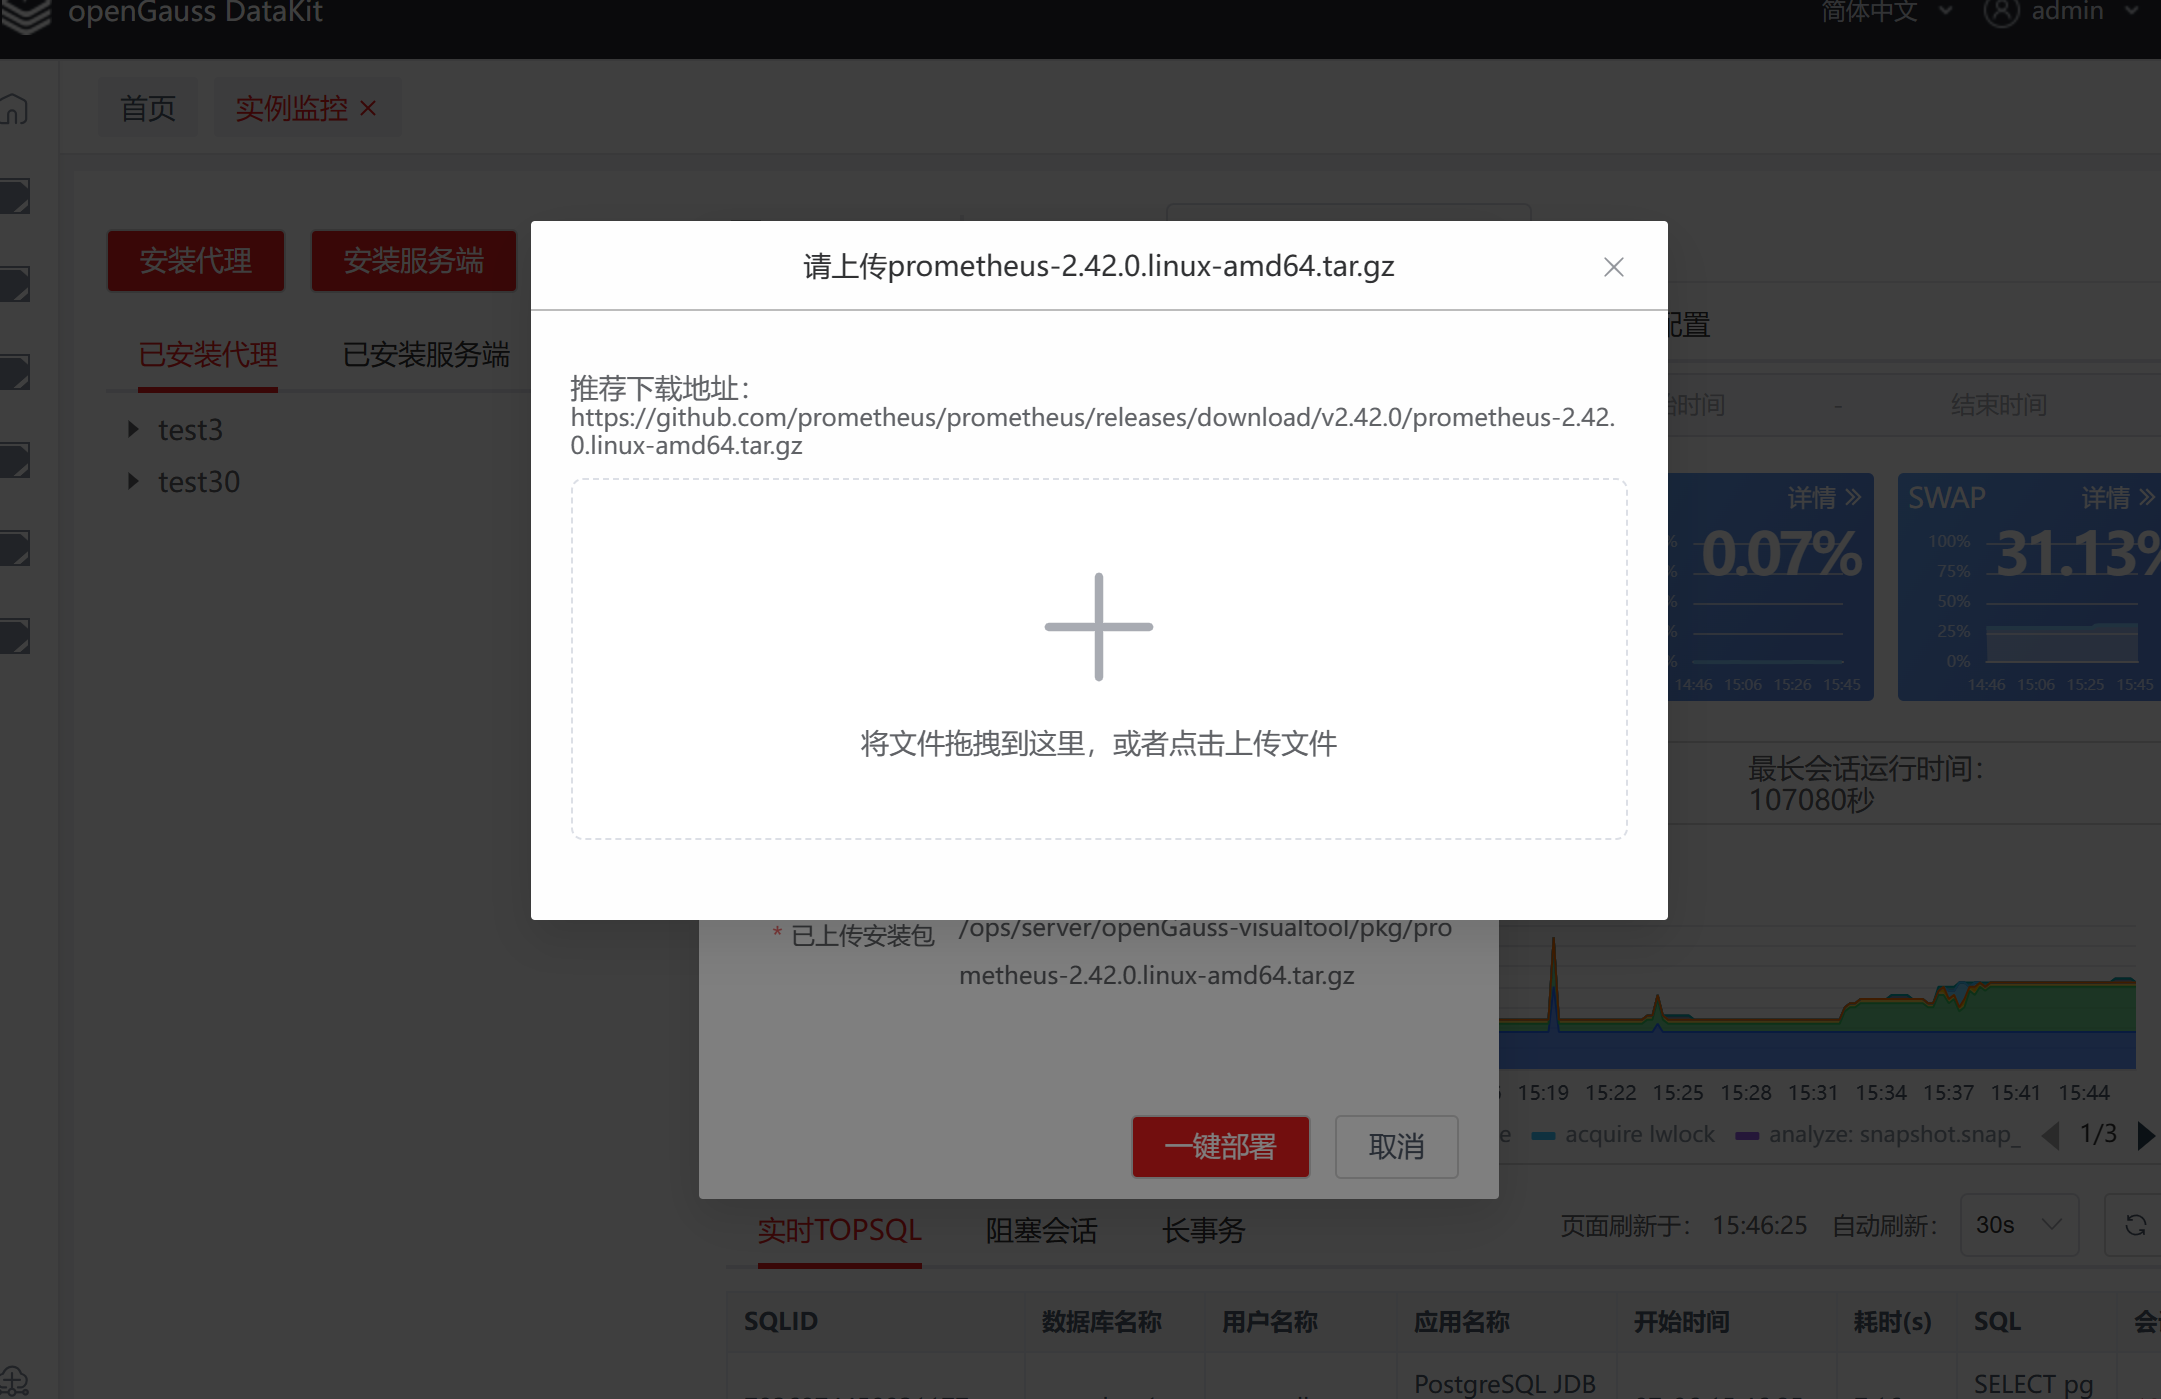 openGauss DataKit
简体中文
admin
首页
实例监控
安装代理
安装服务端
已安装代理
已安装服务端
test3
test30
请上传prometheus-2.42.0.linux-amd64.tar.gz
推荐下载地址：
https://github.com/prometheus/prometheus/releases/download/v2.42.0/prometheus-2.42.
0.linux-amd64.tar.gz
将文件拖拽到这里，或者点击上传文件
配置
时间
-
结束时间
详情
0.07%
14:46 15:06 15:26 15:45
SWAP
详情
31.13%
100%
75%
50%
25%
0%
14:46 15:06 15:25 15:45
最长会话运行时间：
107080秒
* 已上传安装包
/ops/server/openGauss-visualtool/pkg/pro
metheus-2.42.0.linux-amd64.tar.gz
一键部署
取消
15:19 15:22 15:25 15:28 15:31 15:34 15:37 15:41 15:44
e acquire lwlock analyze: snapshot.snap_ 1/3
实时TOPSQL
阻塞会话
长事务
页面刷新于： 15:46:25 自动刷新： 30s
SQLID 数据库名称 用户名称 应用名称 开始时间 耗时(s) SQL 会
PostgreSQL JDB
SELECT pg